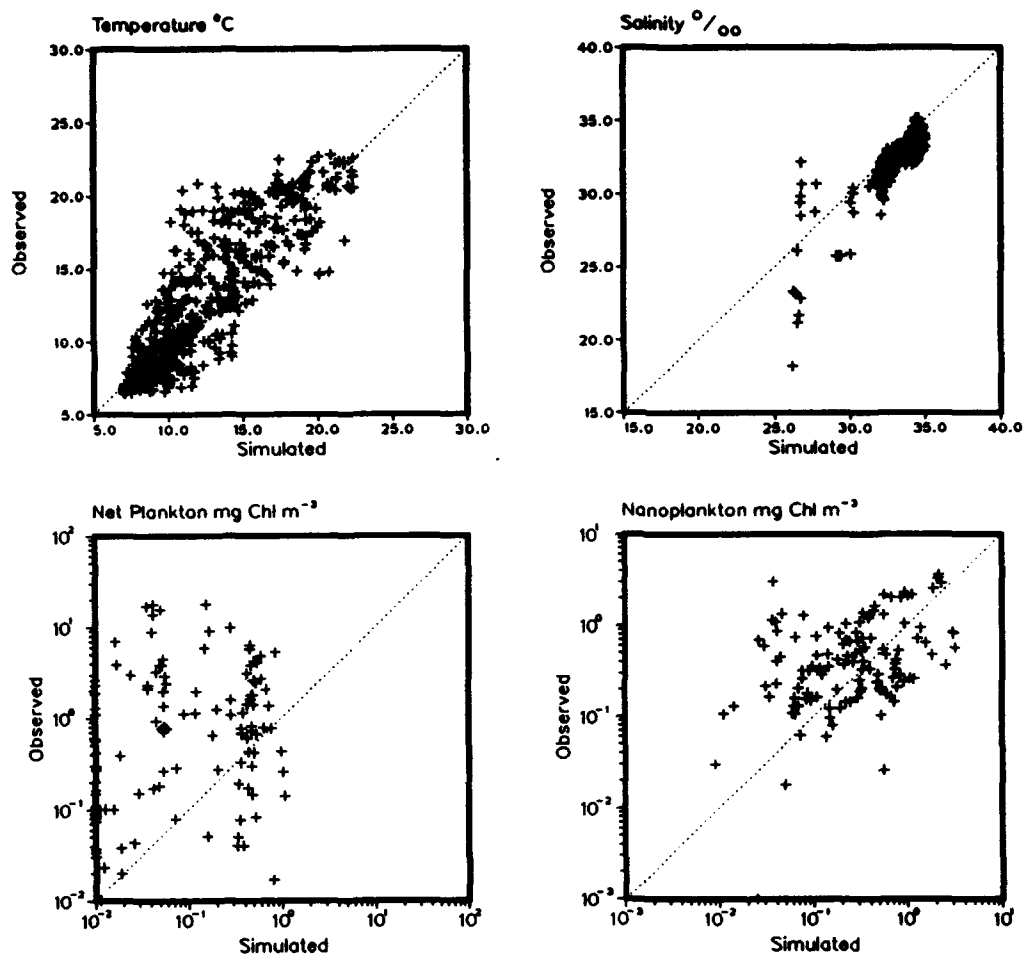 Temperature °C
30.0
25.0
20.0
15.0
10.0
5.0
Observed
5.0 10.0 15.0 20.0 25.0 30.0
Simulated
Salinity °/oo
40.0
35.0
30.0
25.0
20.0
15.0
Observed
15.0 20.0 25.0 30.0 35.0 40.0
Simulated
Net Plankton mg Chl m⁻³
10²
10¹
10⁰
10⁻¹
10⁻²
Observed
10⁻² 10⁻¹ 10⁰ 10¹ 10²
Simulated
Nanoplankton mg Chl m⁻³
10¹
10⁰
10⁻¹
10⁻²
10⁻³
Observed
10⁻³ 10⁻² 10⁻¹ 10⁰ 10¹
Simulated